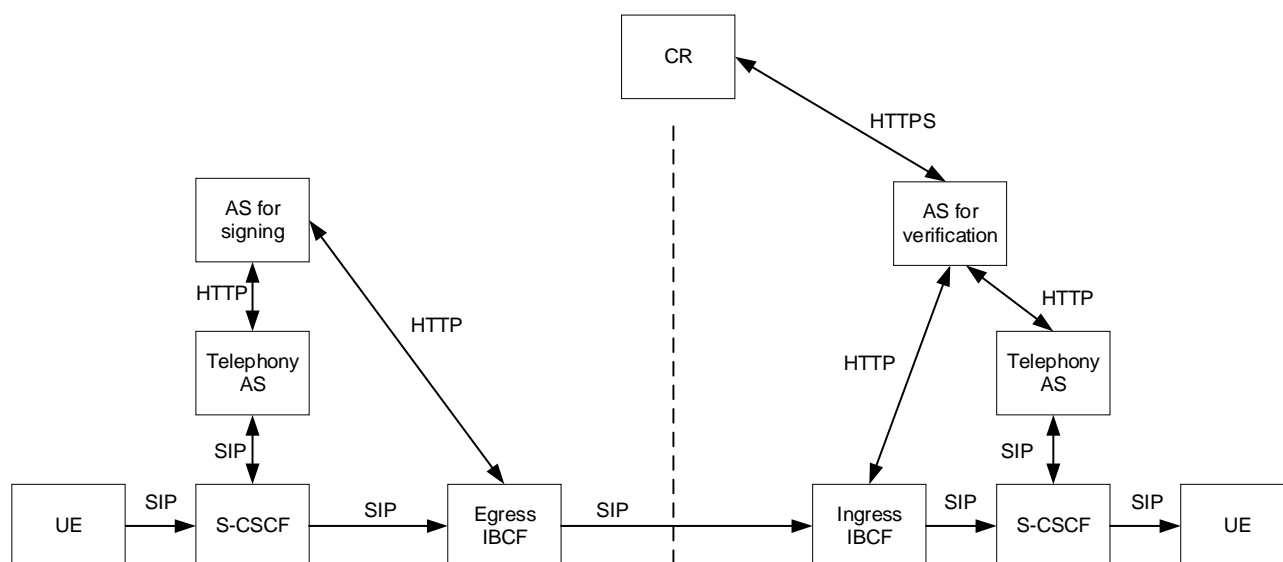 CR
HTTPS
AS for
signing
AS for
verification
HTTP
HTTP
HTTP
HTTP
Telephony
AS
Telephony
AS
SIP
SIP
UE
SIP
S-CSCF
SIP
Egress
IBCF
SIP
Ingress
IBCF
SIP
S-CSCF
SIP
UE